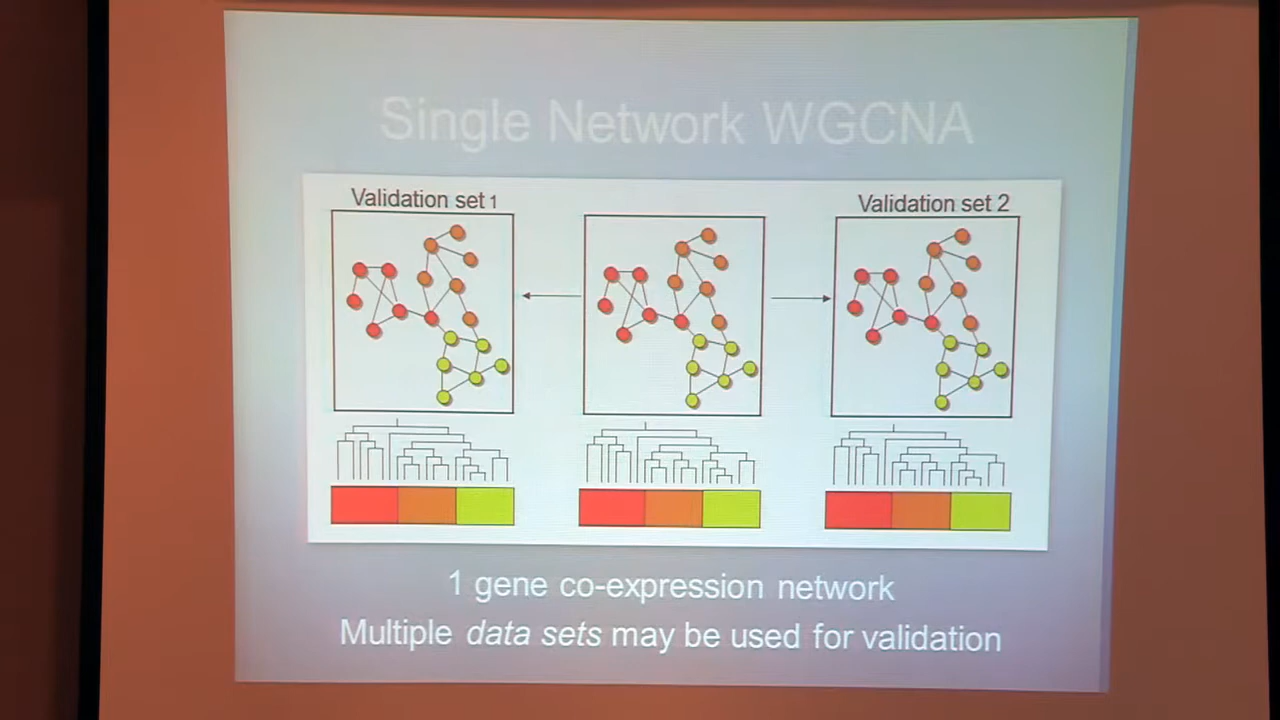 Single Network WGCNA
Validation set 1
Validation set 2
1 gene co-expression network
Multiple data sets may be used for validation